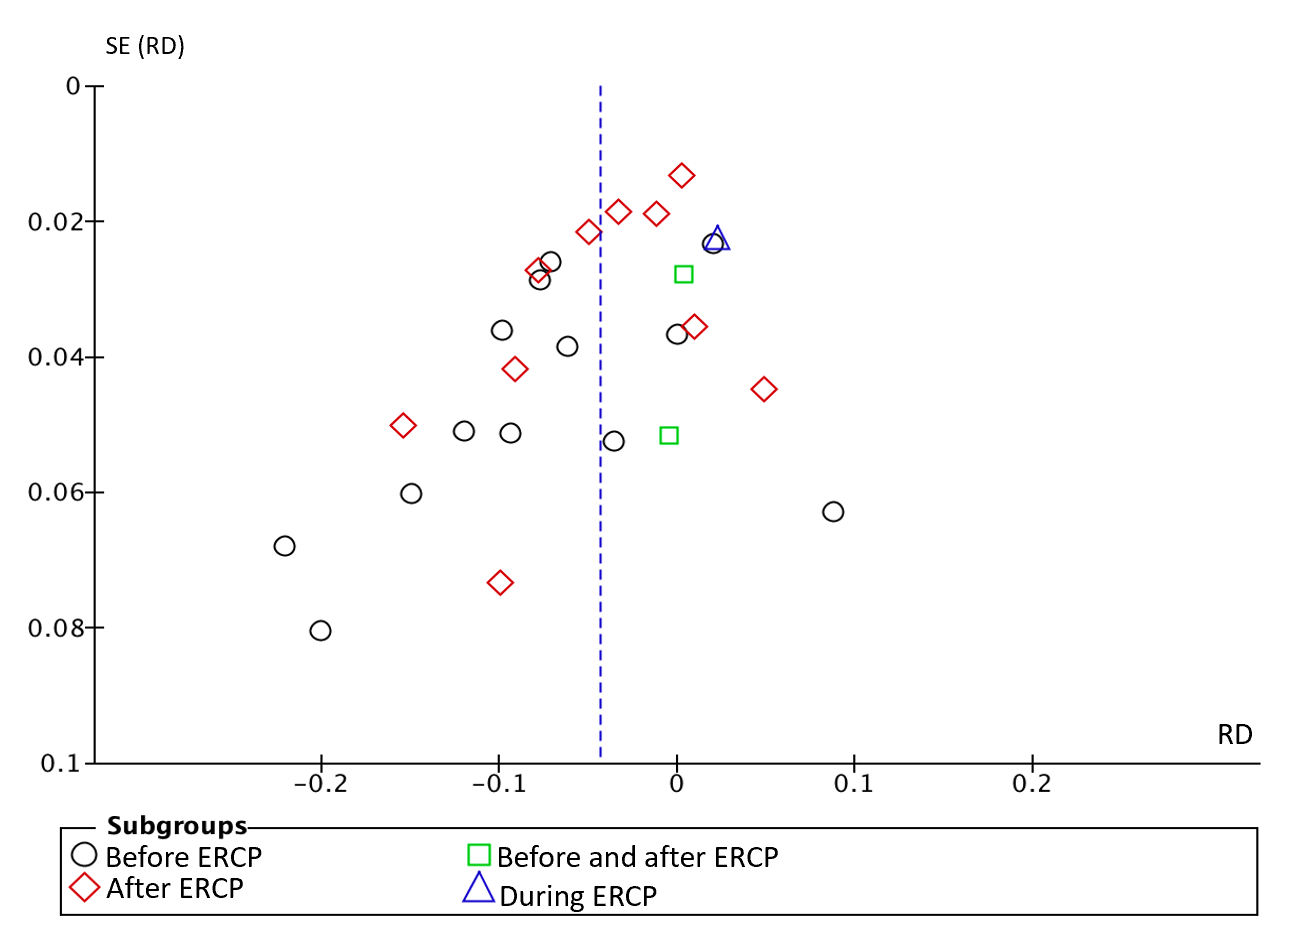 SE (RD)
0
0.02
0.04
0.06
0.08
0.1
RD
−0.2 −0.1 0 0.1 0.2
Subgroups
Before ERCP Before and after ERCP
After ERCP During ERCP